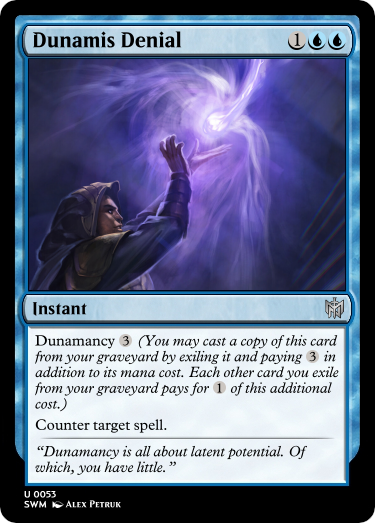 Dunamis Denial 1
Instant
Dunamancy 3 (You may cast a copy of this card
from your graveyard by exiling it and paying 3 in
addition to its mana cost. Each other card you exile
from your graveyard pays for 1 of this additional
cost.)
Counter target spell.
“Dunamancy is all about latent potential. Of
which, you have little.”
U 0053
SWM Alex Petruk